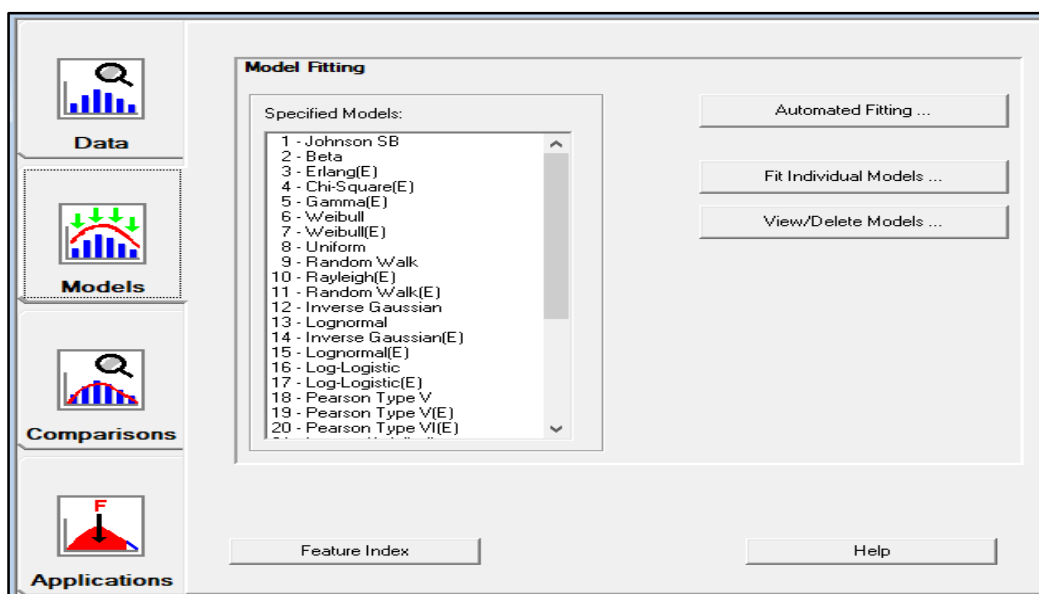 Data
Models
Comparisons
F
Applications
Model Fitting
Specified Models:
1 - Johnson SB
2 - Beta
3 - Erlang(E)
4 - Chi-Square(E)
5 - Gamma(E)
6 - Weibull
7 - Weibull(E)
8 - Uniform
9 - Random Walk
10 - Rayleigh(E)
11 - Random Walk(E)
12 - Inverse Gaussian
13 - Lognormal
14 - Inverse Gaussian(E)
15 - Lognormal(E)
16 - Log-Logistic
17 - Log-Logistic(E)
18 - Pearson Type V
19 - Pearson Type V(E)
20 - Pearson Type VI(E)
Automated Fitting ...
Fit Individual Models ...
View/Delete Models ...
Feature Index
Help